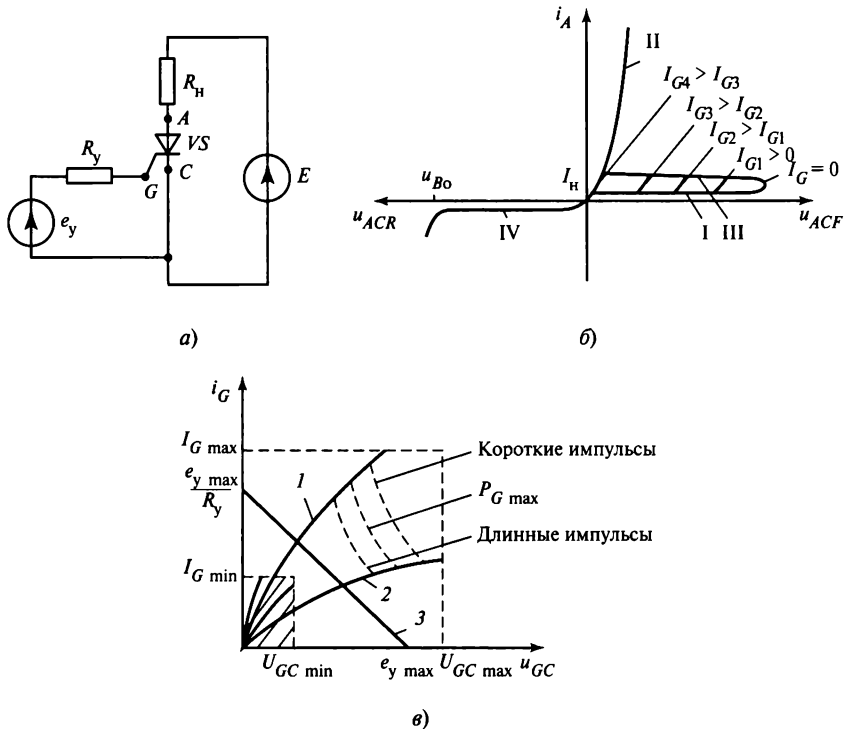 R_н
A
VS
R_у
G
C
E
e_у
а)
i_A
II
I_G4 > I_G3
I_G3 > I_G2
I_G2 > I_G1
I_G1 > 0
I_G = 0
u_Bo
I_н
u_ACR
IV
I
III
u_ACF
б)
i_G
I_G max
e_у max
R_у
1
Короткие импульсы
P_G max
Длинные импульсы
I_G min
2
3
U_GC min
e_у max
U_GC max
u_GC
в)